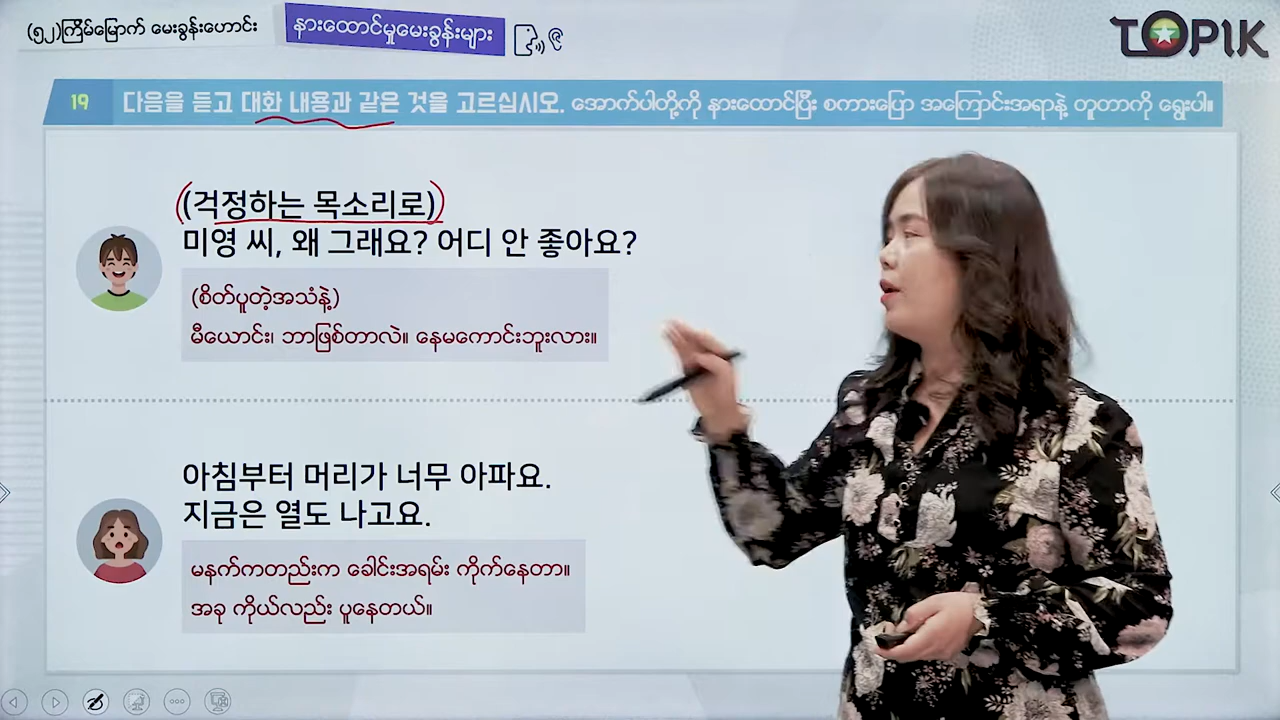 (၅၂)ကြိမ်မြောက် မေးခွန်းဟောင်း
နားထောင်မှုမေးခွန်းများ
၉
TOPIK
19 다음을 듣고 대화 내용과 같은 것을 고르십시오. အောက်ပါတို့ကို နားထောင်ပြီး စကားပြော အကြောင်းအရာနဲ့ တူတာကို ရွေးပါ။
(걱정하는 목소리로)
미영 씨, 왜 그래요? 어디 안 좋아요?
(စိတ်ပူတဲ့အသံနဲ့)
မီယောင်း၊ ဘာဖြစ်တာလဲ။ နေမကောင်းဘူးလား။
아침부터 머리가 너무 아파요.
지금은 열도 나고요.
မနက်ကတည်းက ခေါင်းအရမ်း ကိုက်နေတာ။
အခု ကိုယ်လည်း ပူနေတယ်။